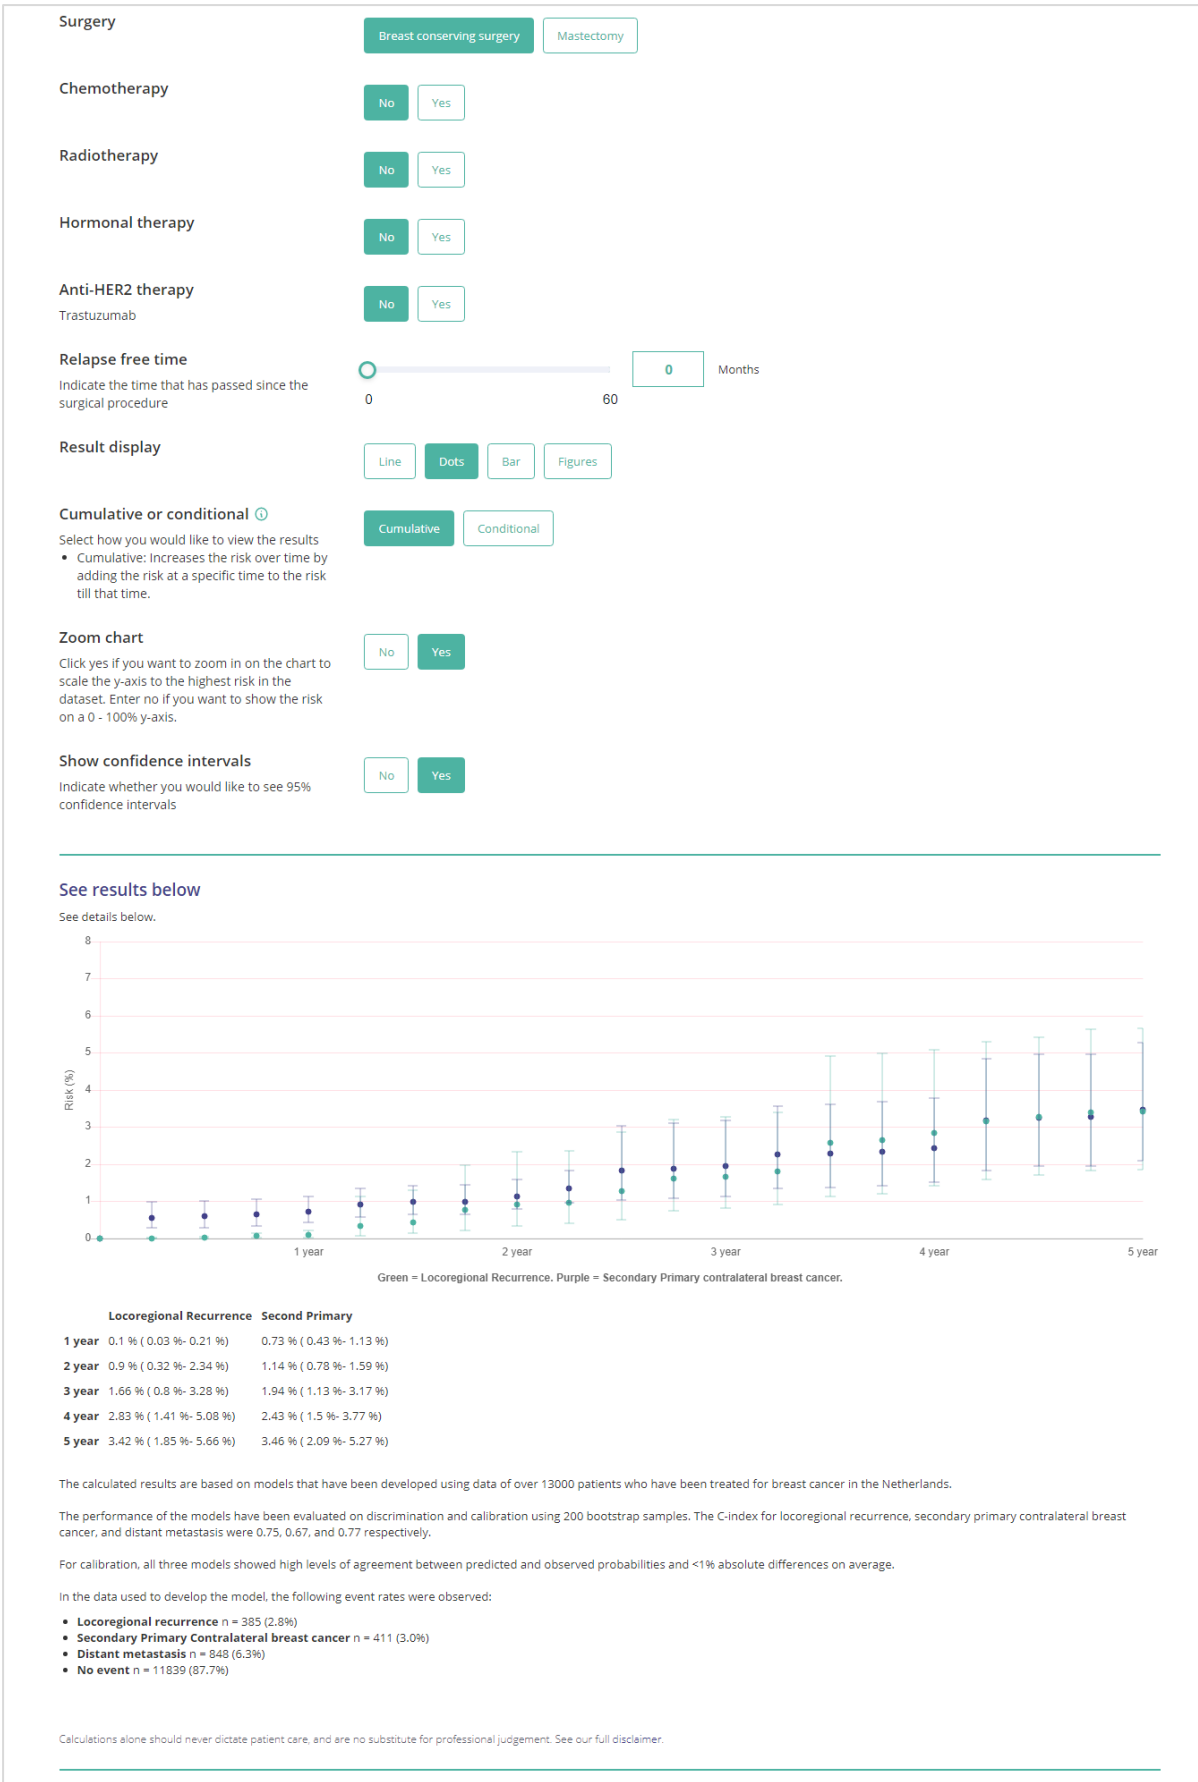 Surgery
Breast conserving surgery Mastectomy
Chemotherapy
No Yes
Radiotherapy
No Yes
Hormonal therapy
No Yes
Anti-HER2 therapy
No Yes
Trastuzumab
Relapse free time
0 Months
Indicate the time that has passed since the
surgical procedure
0 60
Result display
Line Dots Bar Figures
Cumulative or conditional
Cumulative Conditional
Select how you would like to view the results
• Cumulative: Increases the risk over time by
adding the risk at a specific time to the risk
till that time.
Zoom chart
No Yes
Click yes if you want to zoom in on the chart to
scale the y-axis to the highest risk in the
dataset. Enter no if you want to show the risk
on a 0 - 100% y-axis.
Show confidence intervals
No Yes
Indicate whether you would like to see 95%
confidence intervals
See results below
See details below.
8
7
6
5
4
3
2
1
0
Risk (%)
1 year 2 year 3 year 4 year 5 year
Green = Locoregional Recurrence. Purple = Secondary Primary contralateral breast cancer.
Locoregional Recurrence Second Primary
1 year 0.1 % ( 0.03 %- 0.21 %) 0.73 % ( 0.43 %- 1.13 %)
2 year 0.9 % ( 0.32 %- 2.34 %) 1.14 % ( 0.78 %- 1.59 %)
3 year 1.66 % ( 0.8 %- 3.28 %) 1.94 % ( 1.13 %- 3.17 %)
4 year 2.83 % ( 1.41 %- 5.08 %) 2.43 % ( 1.5 %- 3.77 %)
5 year 3.42 % ( 1.85 %- 5.66 %) 3.46 % ( 2.09 %- 5.27 %)
The calculated results are based on models that have been developed using data of over 13000 patients who have been treated for breast cancer in the Netherlands.
The performance of the models have been evaluated on discrimination and calibration using 200 bootstrap samples. The C-index for locoregional recurrence, secondary primary contralateral breast
cancer, and distant metastasis were 0.75, 0.67, and 0.77 respectively.
For calibration, all three models showed high levels of agreement between predicted and observed probabilities and <1% absolute differences on average.
In the data used to develop the model, the following event rates were observed:
• Locoregional recurrence n = 385 (2.8%)
• Secondary Primary Contralateral breast cancer n = 411 (3.0%)
• Distant metastasis n = 848 (6.3%)
• No event n = 11839 (87.7%)
Calculations alone should never dictate patient care, and are no substitute for professional judgement. See our full disclaimer.